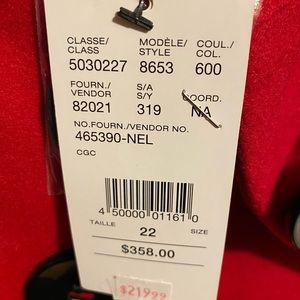 CLASSE/ MODÈLE/ COUL./
CLASS STYLE COL.
5030227 8653 600
FOURN./ S/A
VENDOR S/Y COORD.
82021 319 NA
NO.FOURN./VENDOR NO.
465390-NEL
CGC
4 50000 01161 0
TAILLE 22 SIZE
$358.00
$219.99